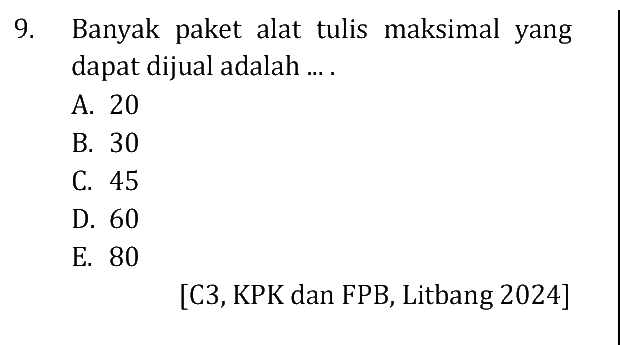 9. Banyak paket alat tulis maksimal yang
dapat dijual adalah ... .
A. 20
B. 30
C. 45
D. 60
E. 80
[C3, KPK dan FPB, Litbang 2024]